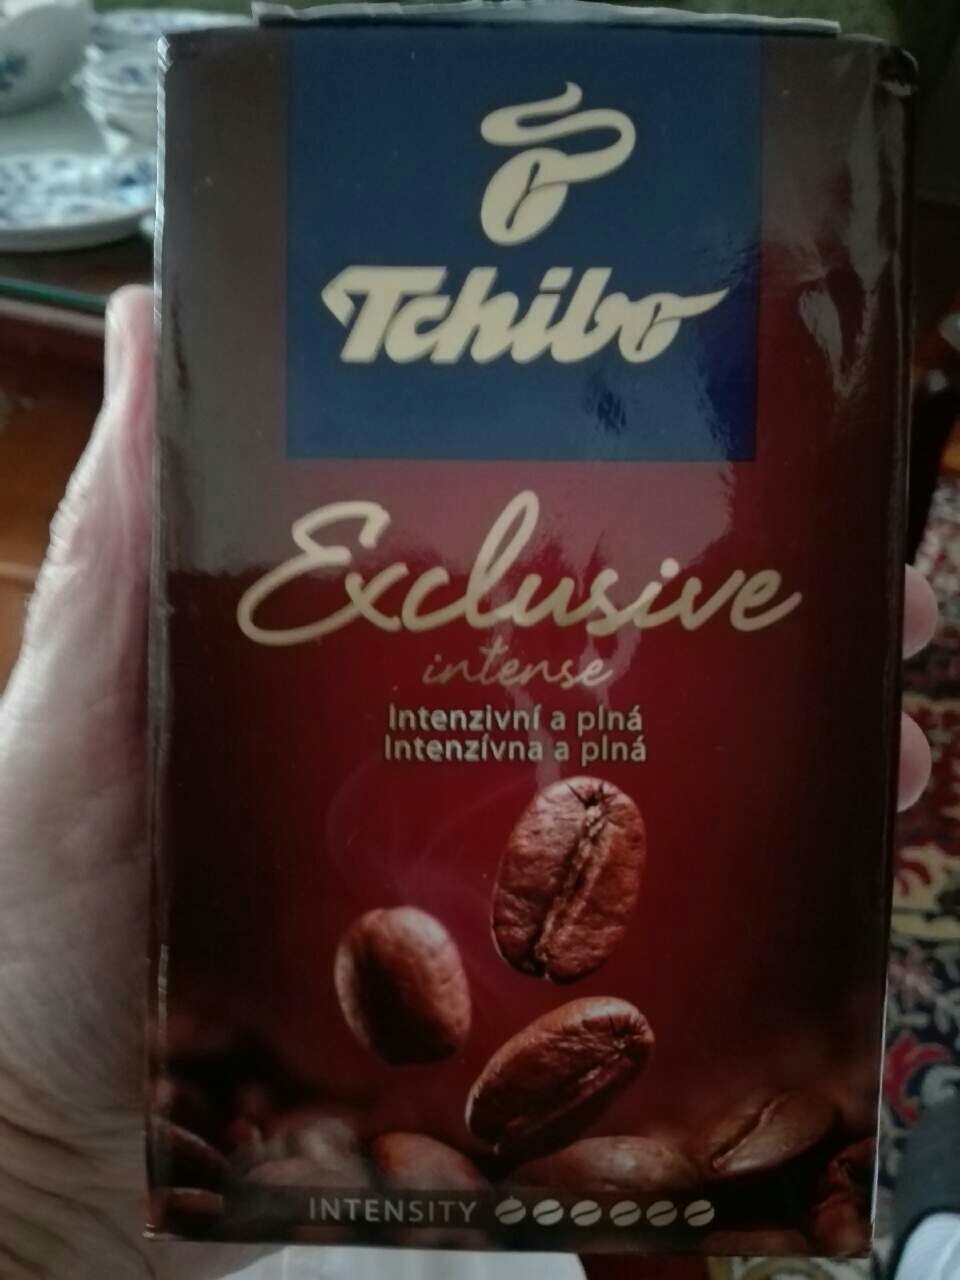 Tchibo
Exclusive
intense
Intenzivní a plná
Intenzívna a plná
INTENSITY